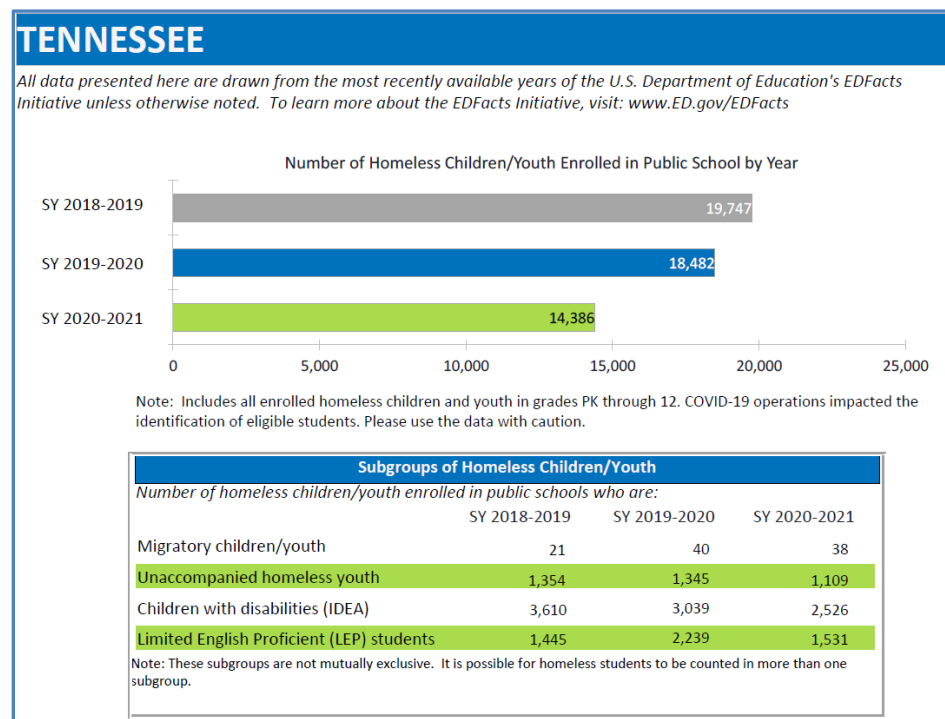 TENNESSEE
All data presented here are drawn from the most recently available years of the U.S. Department of Education's EDFacts
Initiative unless otherwise noted.  To learn more about the EDFacts Initiative, visit: www.ED.gov/EDFacts
Number of Homeless Children/Youth Enrolled in Public School by Year
SY 2018-2019 19,747
SY 2019-2020 18,482
SY 2020-2021 14,386
0 5,000 10,000 15,000 20,000 25,000
Note:  Includes all enrolled homeless children and youth in grades PK through 12. COVID-19 operations impacted the
identification of eligible students. Please use the data with caution.
Subgroups of Homeless Children/Youth
Number of homeless children/youth enrolled in public schools who are:
SY 2018-2019 SY 2019-2020 SY 2020-2021
Migratory children/youth 21 40 38
Unaccompanied homeless youth 1,354 1,345 1,109
Children with disabilities (IDEA) 3,610 3,039 2,526
Limited English Proficient (LEP) students 1,445 2,239 1,531
Note: These subgroups are not mutually exclusive.  It is possible for homeless students to be counted in more than one
subgroup.